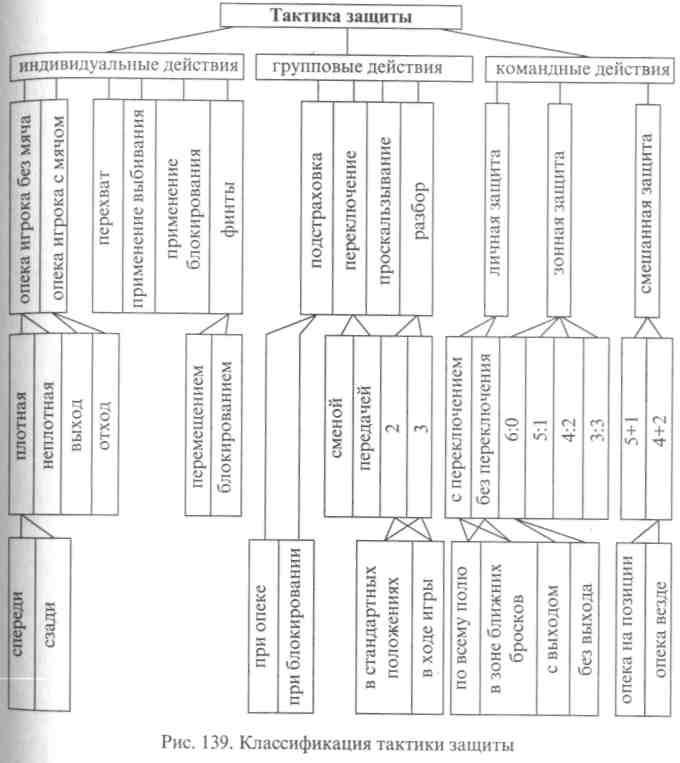 Тактика защиты
индивидуальные действия
групповые действия
командные действия
опека игрока без мяча
опека игрока с мячом
перехват
применение выбивания
применение
блокирования
финты
подстраховка
переключение
проскальзывание
разбор
личная защита
зонная защита
смешанная защита
плотная
неплотная
выход
отход
перемещением
блокированием
сменой
передачей
2
3
с переключением
без переключения
6:0
5:1
4:2
3:3
5+1
4+2
спереди
сзади
при опеке
при блокировании
в стандартных
положениях
в ходе игры
по всему полю
в зоне ближних
бросков
с выходом
без выхода
опека на позиции
опека везде
Рис. 139. Классификация тактики защиты